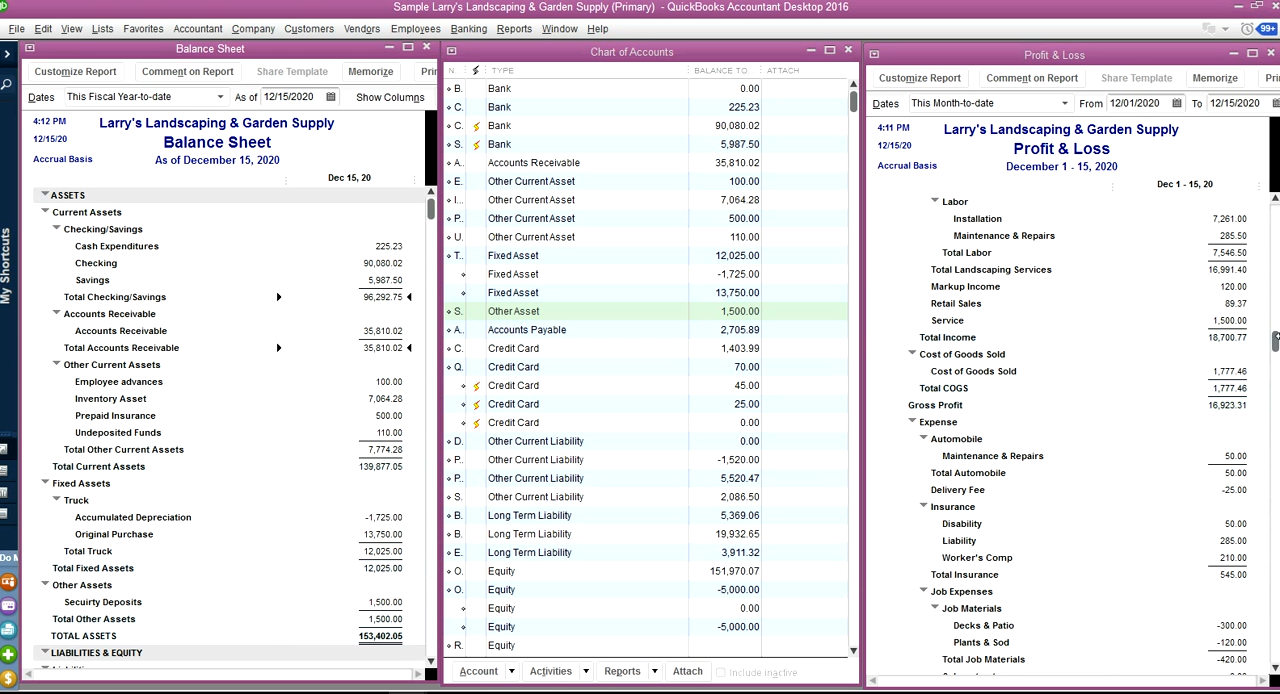 Sample Larry's Landscaping & Garden Supply (Primary) - QuickBooks Accountant Desktop 2016
File Edit View Lists Favorites Accountant Company Customers Vendors Employees Banking Reports Window Help
99+
My Shortcuts
Do M
Balance Sheet
Customize Report Comment on Report Share Template Memorize Prin
Dates This Fiscal Year-to-date As of 12/15/2020 Show Columns
4:12 PM
12/15/20
Accrual Basis
Larry's Landscaping & Garden Supply
Balance Sheet
As of December 15, 2020
Dec 15, 20
ASSETS
Current Assets
Checking/Savings
Cash Expenditures 225.23
Checking 90,080.02
Savings 5,987.50
Total Checking/Savings 96,292.75
Accounts Receivable
Accounts Receivable 35,810.02
Total Accounts Receivable 35,810.02
Other Current Assets
Employee advances 100.00
Inventory Asset 7,064.28
Prepaid Insurance 500.00
Undeposited Funds 110.00
Total Other Current Assets 7,774.28
Total Current Assets 139,877.05
Fixed Assets
Truck
Accumulated Depreciation -1,725.00
Original Purchase 13,750.00
Total Truck 12,025.00
Total Fixed Assets 12,025.00
Other Assets
Secuirty Deposits 1,500.00
Total Other Assets 1,500.00
TOTAL ASSETS 153,402.05
LIABILITIES & EQUITY
Chart of Accounts
N. TYPE BALANCE TO... ATTACH
B. Bank 0.00
C. Bank 225.23
C. Bank 90,080.02
S. Bank 5,987.50
A.. Accounts Receivable 35,810.02
E. Other Current Asset 100.00
I... Other Current Asset 7,064.28
P.. Other Current Asset 500.00
U. Other Current Asset 110.00
T.. Fixed Asset 12,025.00
Fixed Asset -1,725.00
Fixed Asset 13,750.00
S. Other Asset 1,500.00
A.. Accounts Payable 2,705.89
C. Credit Card 1,403.99
Q. Credit Card 70.00
Credit Card 45.00
Credit Card 25.00
Credit Card 0.00
D. Other Current Liability 0.00
P.. Other Current Liability -1,520.00
P.. Other Current Liability 5,520.47
S. Other Current Liability 2,086.50
B. Long Term Liability 5,369.06
B. Long Term Liability 19,932.65
E. Long Term Liability 3,911.32
O. Equity 151,970.07
O. Equity -5,000.00
Equity 0.00
Equity -5,000.00
R. Equity
Account Activities Reports Attach Include inactive
Profit & Loss
Customize Report Comment on Report Share Template Memorize Prin
Dates This Month-to-date From 12/01/2020 To 12/15/2020
4:11 PM
12/15/20
Accrual Basis
Larry's Landscaping & Garden Supply
Profit & Loss
December 1 - 15, 2020
Dec 1 - 15, 20
Labor
Installation 7,261.00
Maintenance & Repairs 285.50
Total Labor 7,546.50
Total Landscaping Services 16,991.40
Markup Income 120.00
Retail Sales 89.37
Service 1,500.00
Total Income 18,700.77
Cost of Goods Sold
Cost of Goods Sold 1,777.46
Total COGS 1,777.46
Gross Profit 16,923.31
Expense
Automobile
Maintenance & Repairs 50.00
Total Automobile 50.00
Delivery Fee -25.00
Insurance
Disability 50.00
Liability 285.00
Worker's Comp 210.00
Total Insurance 545.00
Job Expenses
Job Materials
Decks & Patio -300.00
Plants & Sod -120.00
Total Job Materials -420.00